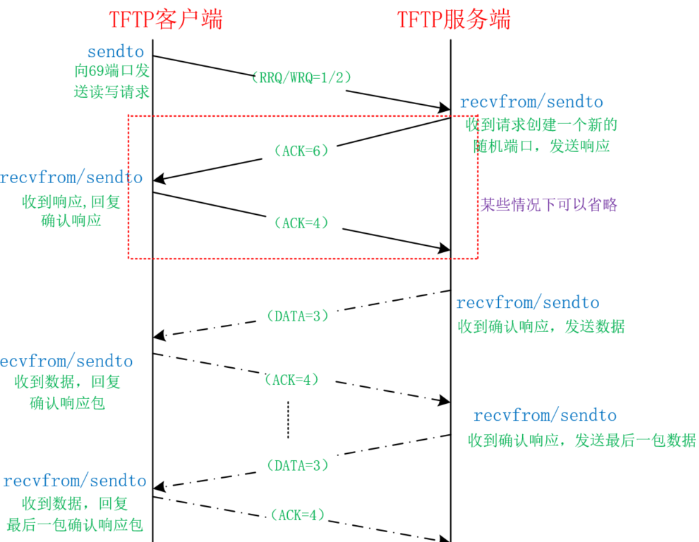 TFTP客户端
TFTP服务端
sendto
向69端口发
送读写请求
（RRQ/WRQ=1/2）
recvfrom/sendto
收到请求创建一个新的
随机端口，发送响应
（ACK=6）
recvfrom/sendto
收到响应,回复
确认响应
（ACK=4）
某些情况下可以省略
recvfrom/sendto
收到确认响应，发送数据
（DATA=3）
ecvfrom/sendto
收到数据，回复
确认响应包
（ACK=4）
recvfrom/sendto
收到确认响应，发送最后一包数据
（DATA=3）
recvfrom/sendto
收到数据，回复
最后一包确认响应包
（ACK=4）